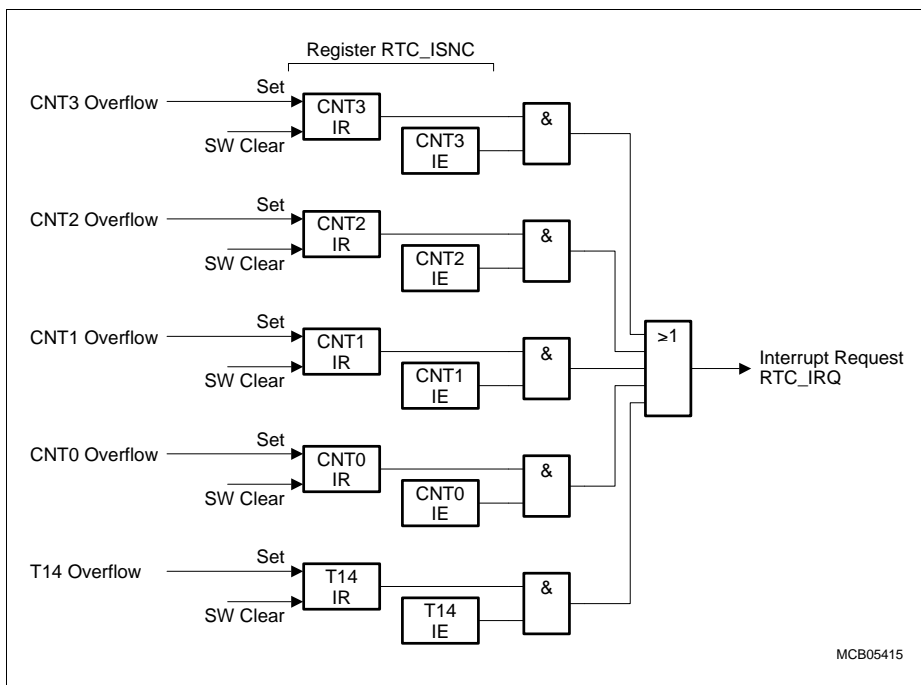 Register RTC_ISNC
CNT3 Overflow
Set
SW Clear
CNT3
IR
CNT3
IE
&
CNT2 Overflow
Set
SW Clear
CNT2
IR
CNT2
IE
&
CNT1 Overflow
Set
SW Clear
CNT1
IR
CNT1
IE
&
≥1
Interrupt Request
RTC_IRQ
CNT0 Overflow
Set
SW Clear
CNT0
IR
CNT0
IE
&
T14 Overflow
Set
SW Clear
T14
IR
T14
IE
&
MCB05415